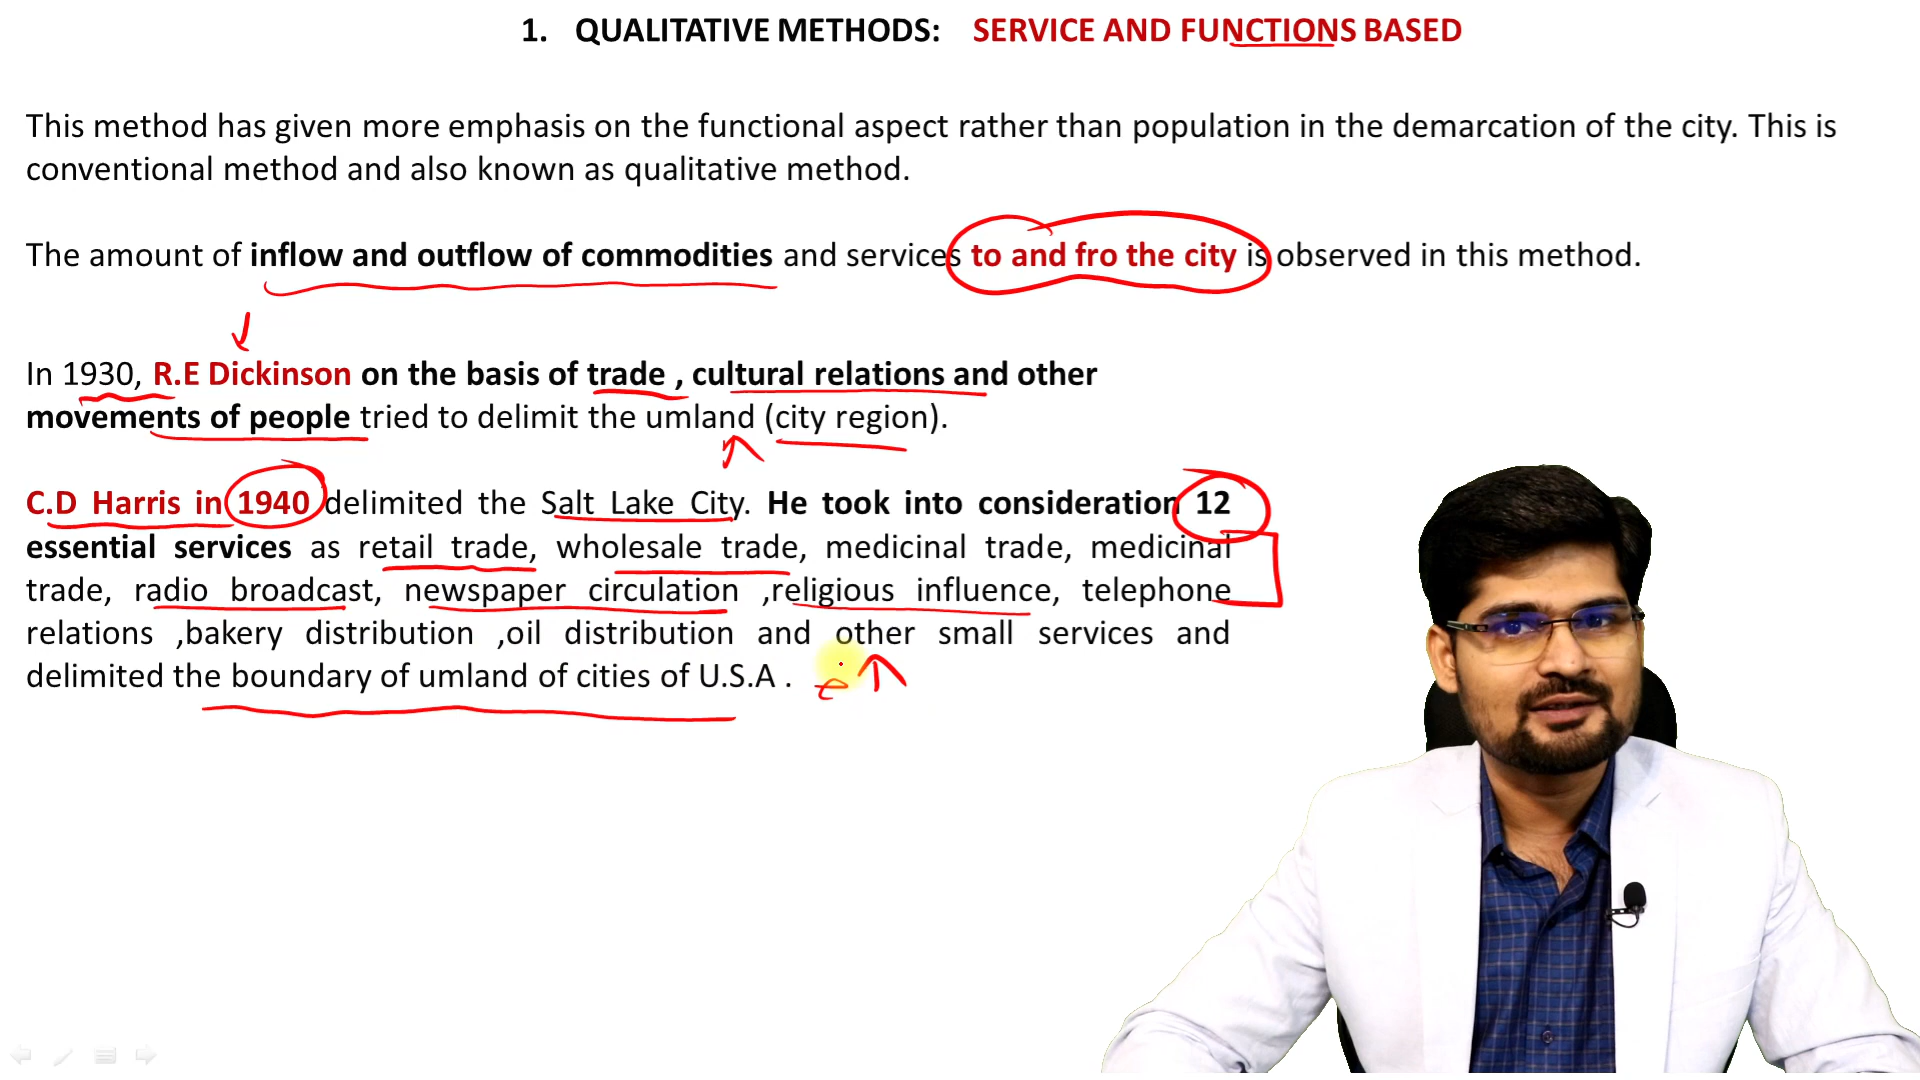 1. QUALITATIVE METHODS: SERVICE AND FUNCTIONS BASED
This method has given more emphasis on the functional aspect rather than population in the demarcation of the city. This is
conventional method and also known as qualitative method.
The amount of inflow and outflow of commodities and services to and fro the city is observed in this method.
In 1930, R.E Dickinson on the basis of trade , cultural relations and other
movements of people tried to delimit the umland (city region).
C.D Harris in 1940 delimited the Salt Lake City. He took into consideration 12
essential services as retail trade, wholesale trade, medicinal trade, medicinal
trade, radio broadcast, newspaper circulation ,religious influence, telephone
relations ,bakery distribution ,oil distribution and other small services and
delimited the boundary of umland of cities of U.S.A .